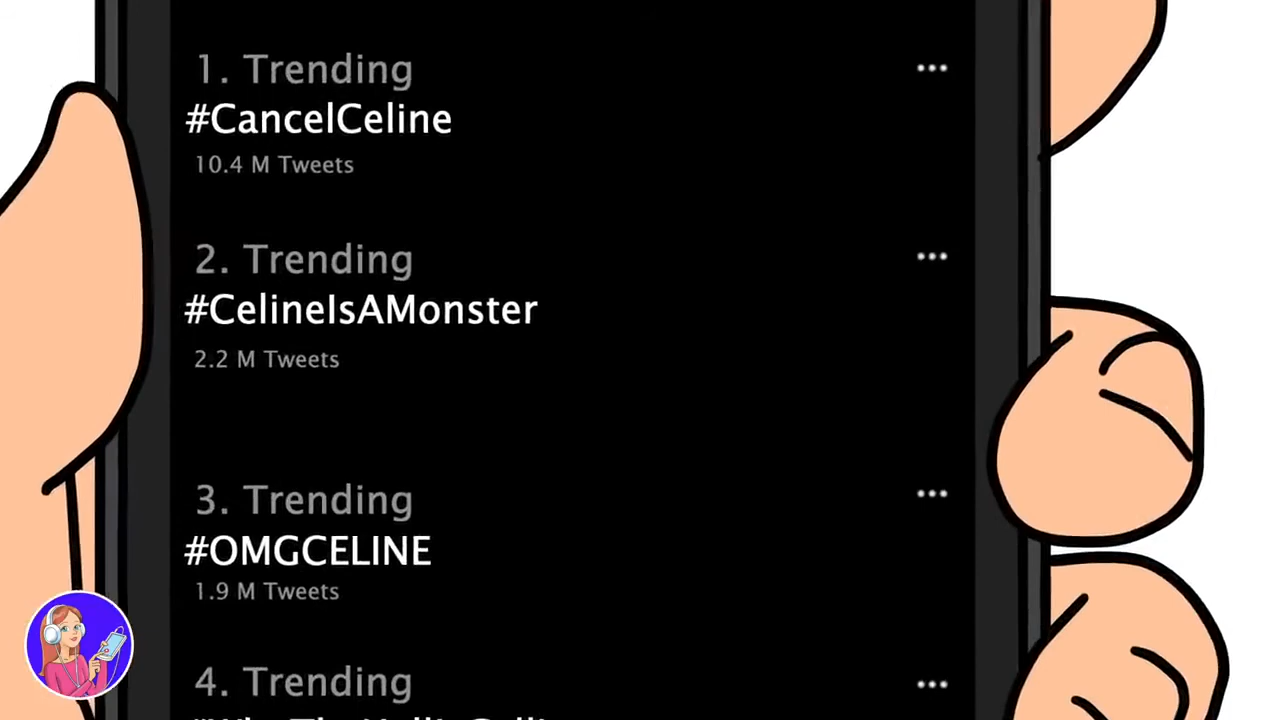 1. Trending
#CancelCeline
10.4 M Tweets
2. Trending
#CelineIsAMonster
2.2 M Tweets
3. Trending
#OMGCELINE
1.9 M Tweets
4. Trending